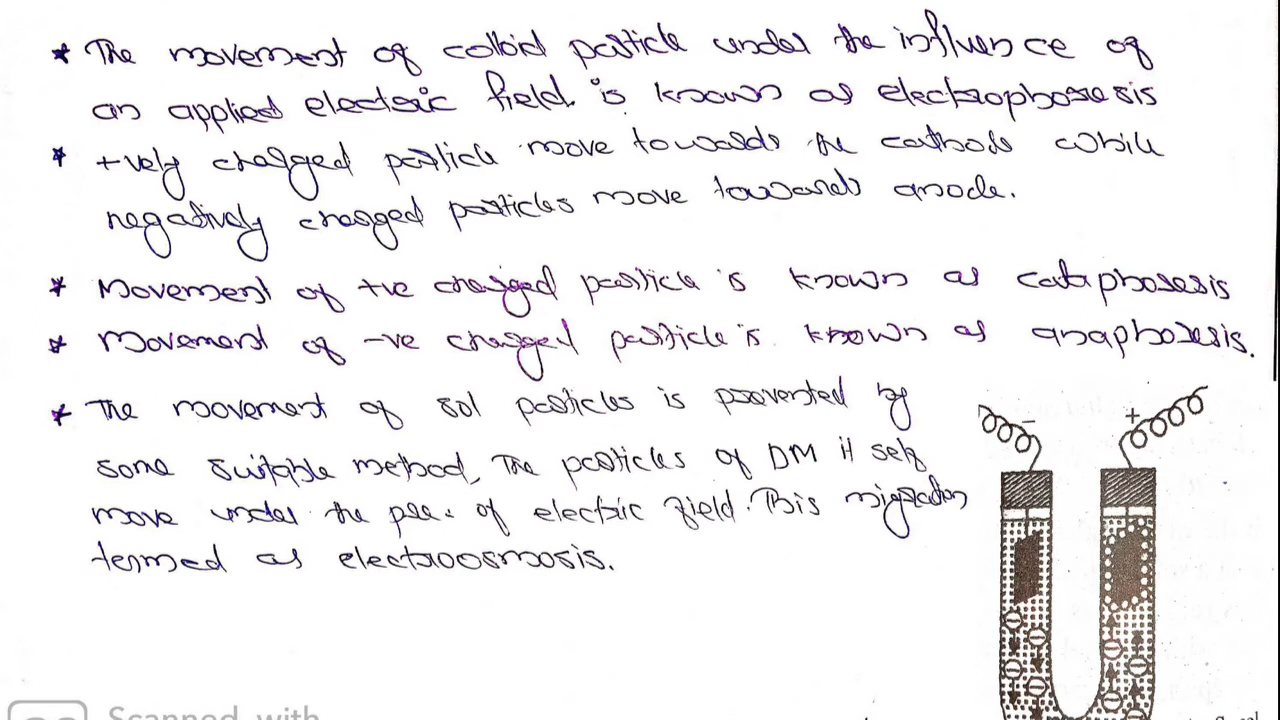 * The movement of colloid particle under the influence of
an applied electric field is known as electrophoresis
* +vely charged particle move towards the cathode while
negatively charged particles move towards anode.
* Movement of +ve charged particle is known as cataphoresis
* Movement of -ve charged particle is known as anaphoresis.
* The movement of sol particles is prevented by
some suitable method, The particles of DM it self
move under the of electric field. This migration
termed as electroosmosis.
-
+
Scanned with